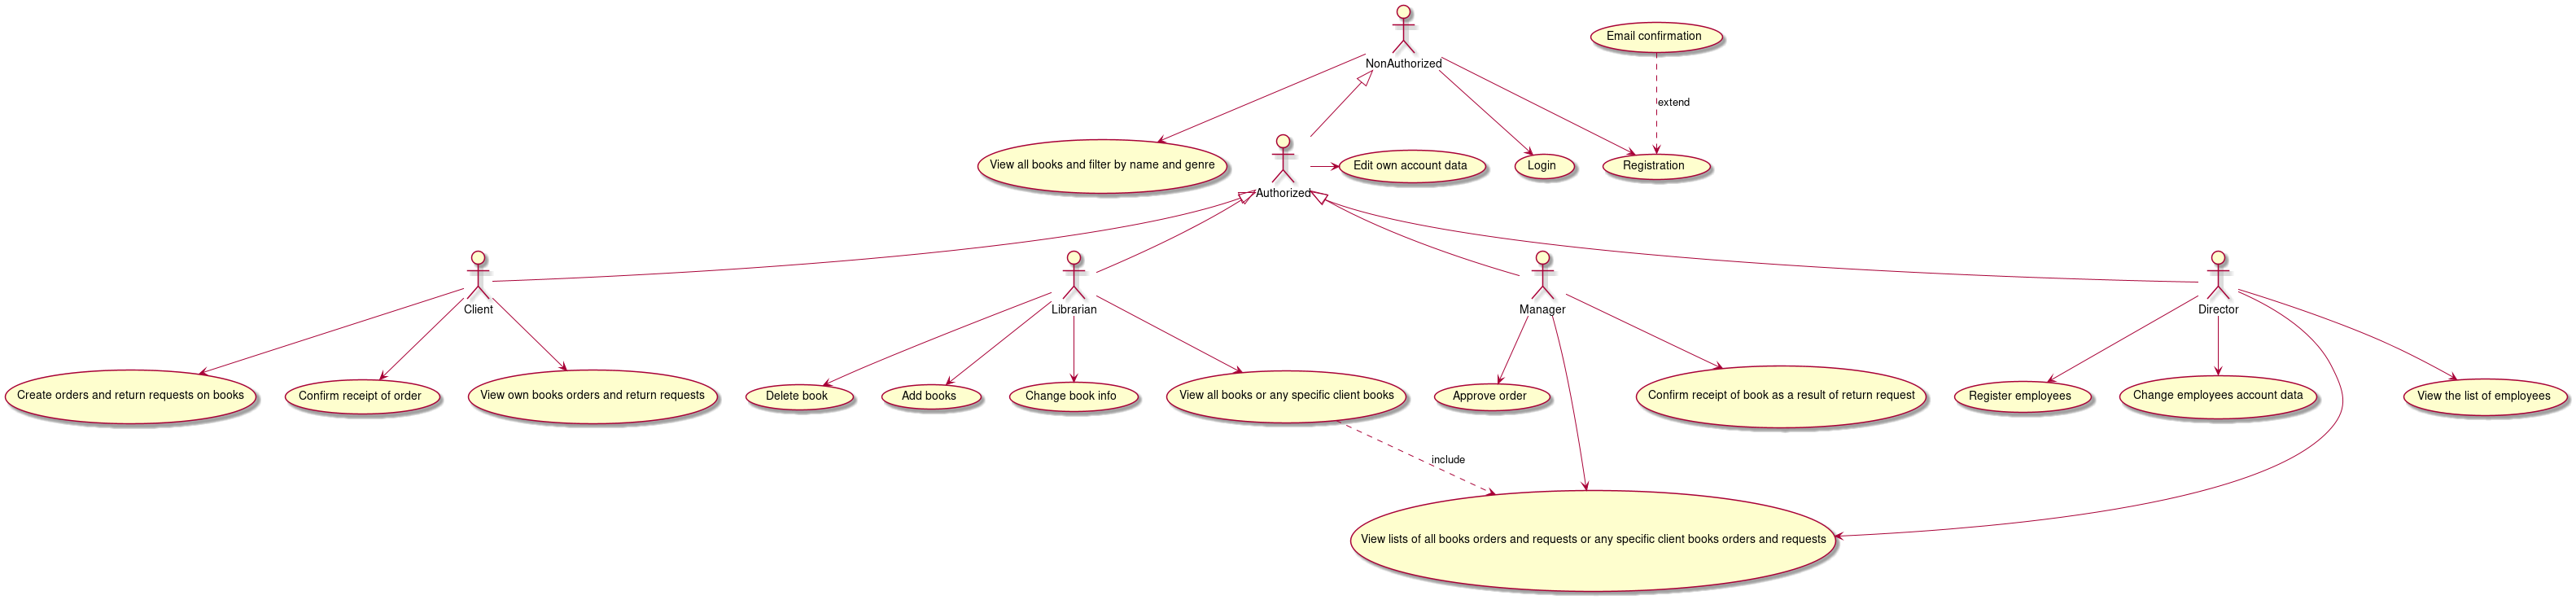 Email confirmation
NonAuthorized
extend
View all books and filter by name and genre
Edit own account data
Login
Registration
Authorized
Client
Librarian
Manager
Director
Create orders and return requests on books
Confirm receipt of order
View own books orders and return requests
Delete book
Add books
Change book info
View all books or any specific client books
Approve order
Confirm receipt of book as a result of return request
Register employees
Change employees account data
View the list of employees
include
View lists of all books orders and requests or any specific client books orders and requests